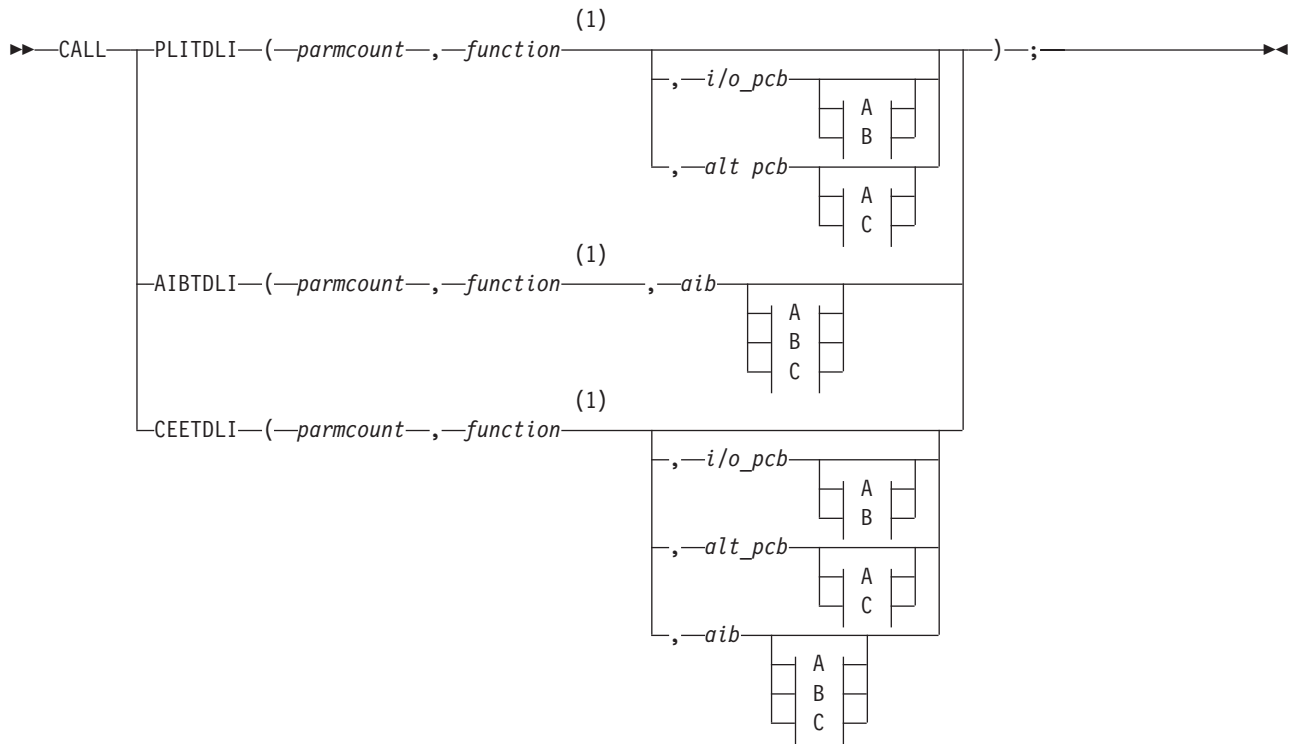 (1)
CALL PLITDLI ( parmcount , function ) ;
, i/o_pcb
A
B
, alt pcb
A
C
(1)
AIBTDLI ( parmcount , function , aib
A
B
C
(1)
CEETDLI ( parmcount , function
, i/o_pcb
A
B
, alt_pcb
A
C
, aib
A
B
C